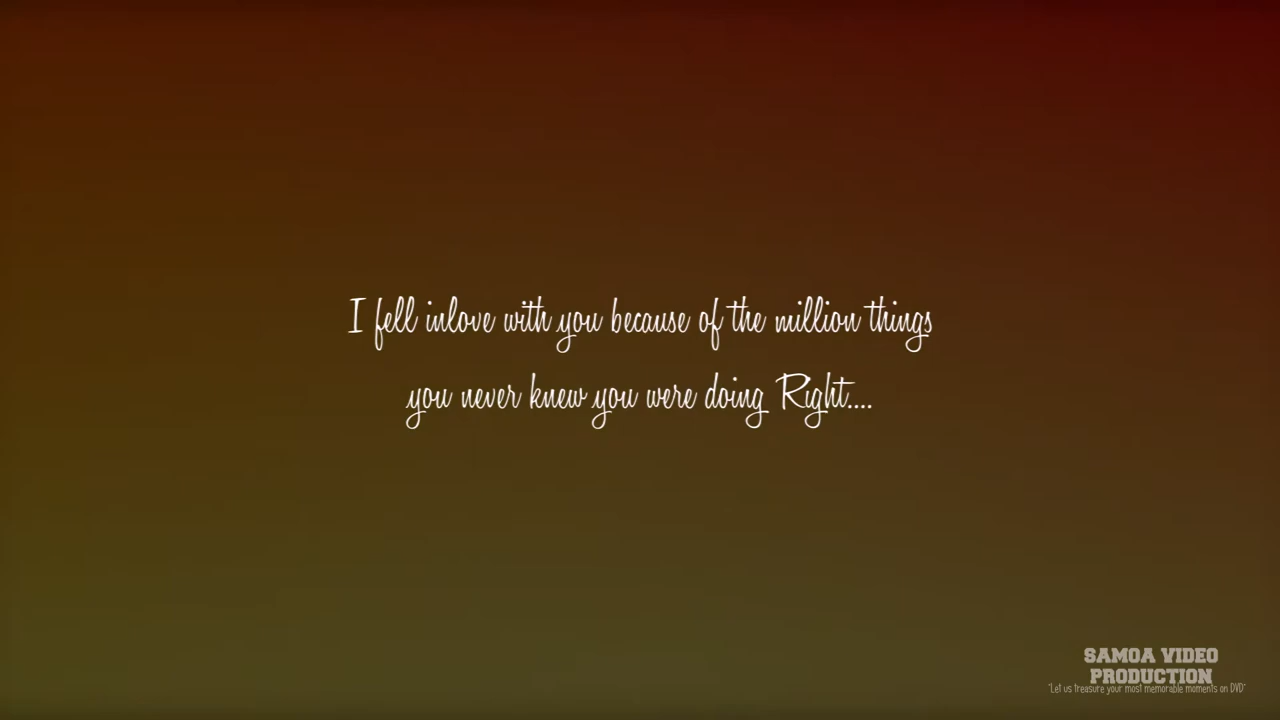 I fell inlove with you because of the million things
you never knew you were doing Right....
SAMOA VIDEO
PRODUCTION
"Let us treasure your most memorable moments on DVD"